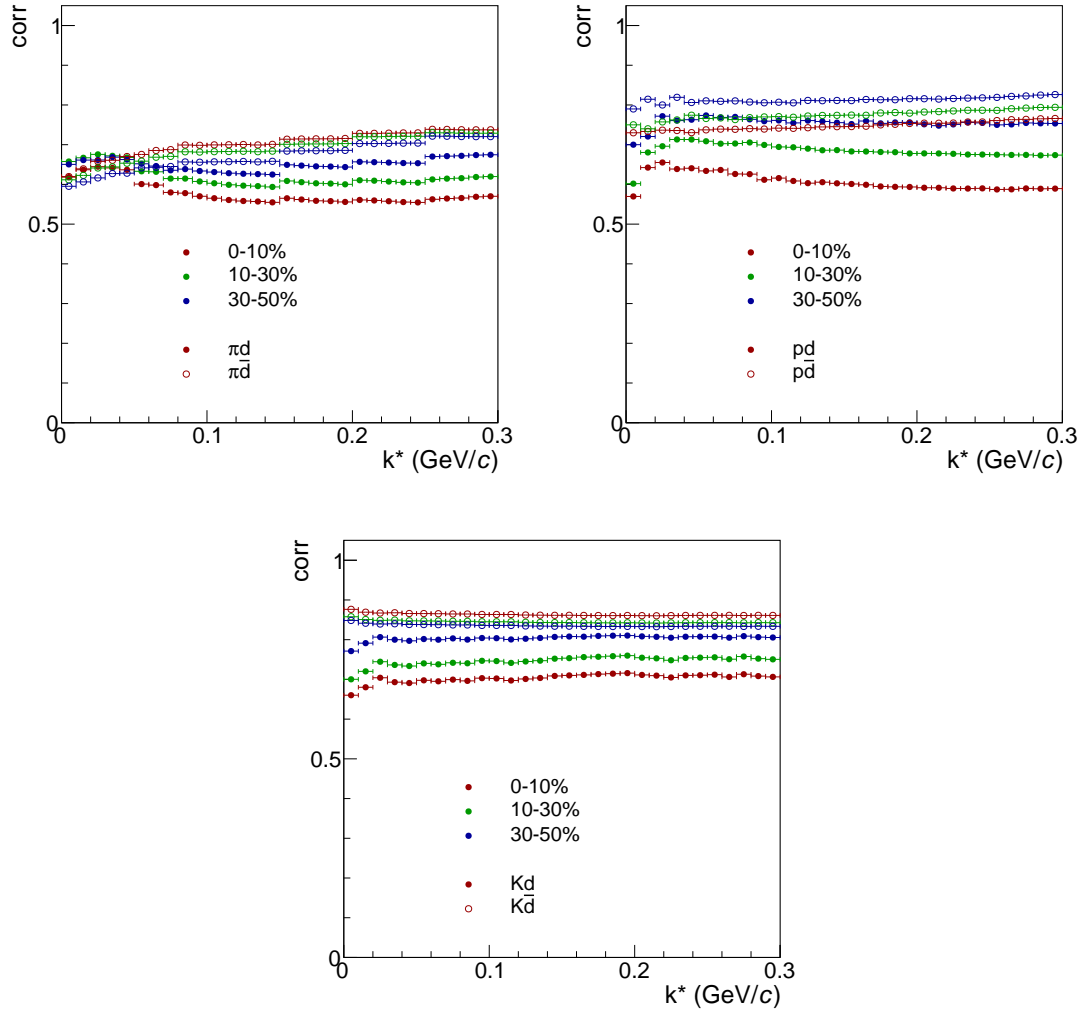 corr
1
0.5
0
0 0.1 0.2 0.3
k* (GeV/c)
0-10%
10-30%
30-50%
πd
πd̅
corr
1
0.5
0
0 0.1 0.2 0.3
k* (GeV/c)
0-10%
10-30%
30-50%
pd
pd̅
corr
1
0.5
0
0 0.1 0.2 0.3
k* (GeV/c)
0-10%
10-30%
30-50%
Kd
Kd̅